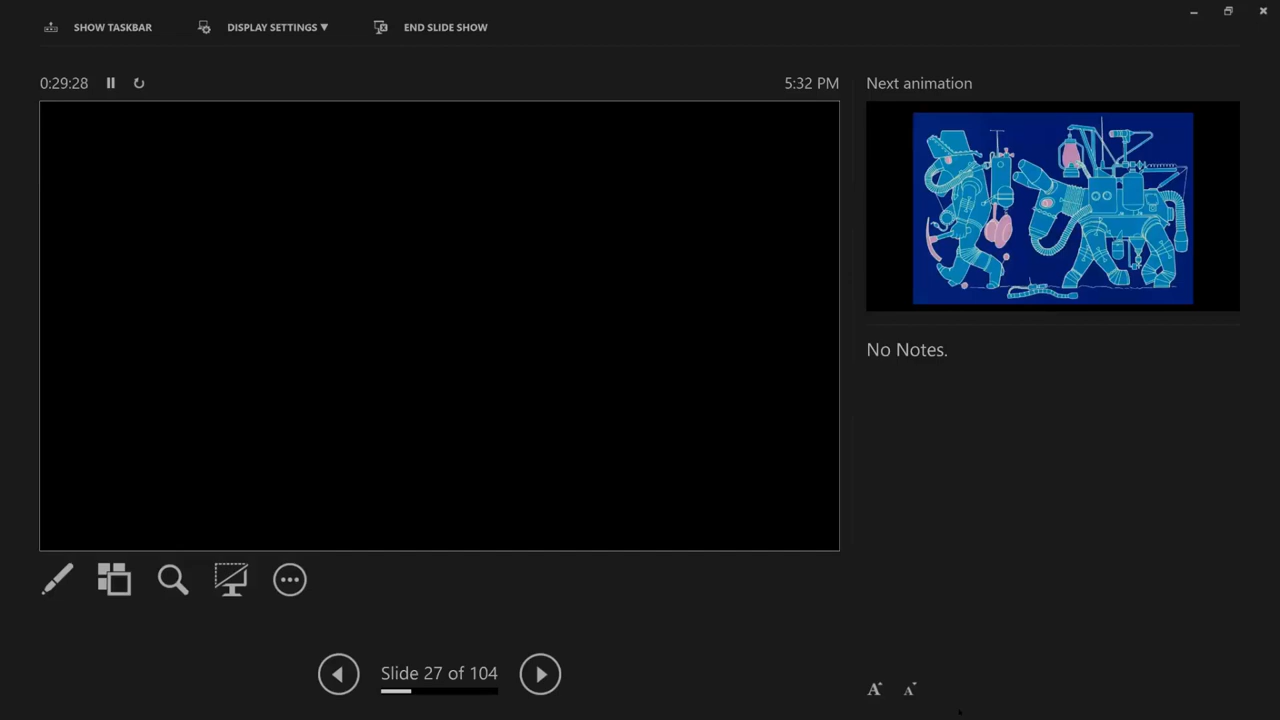 SHOW TASKBAR
DISPLAY SETTINGS ▼
END SLIDE SHOW
0:29:28
5:32 PM
Next animation
No Notes.
Slide 27 of 104
A A